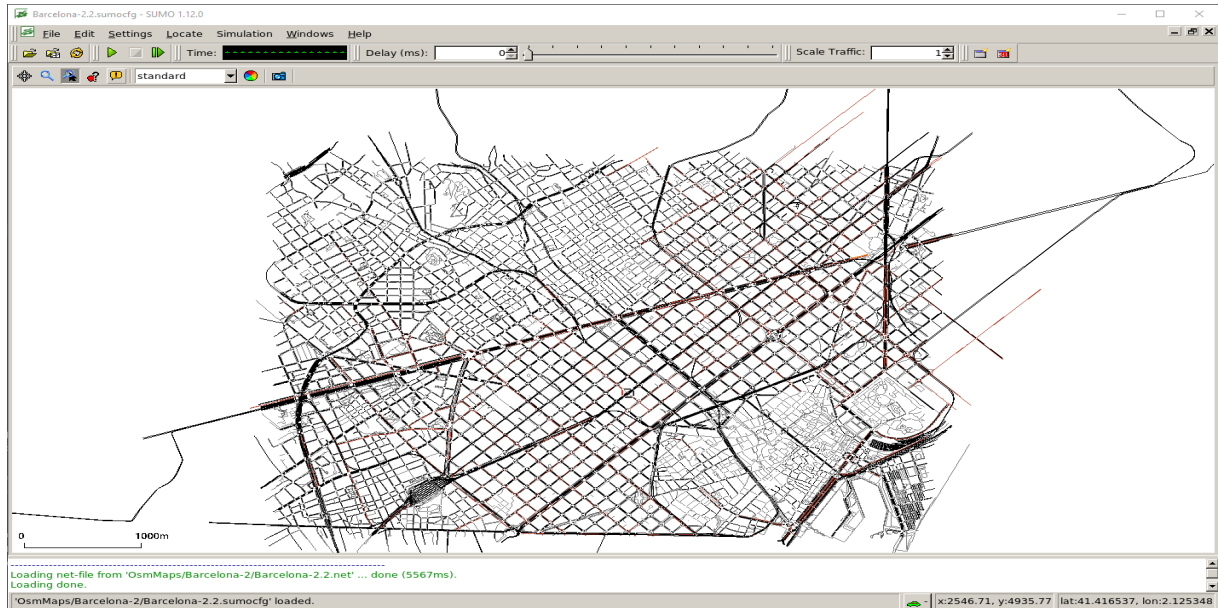 Barcelona-2.2.sumocfg - SUMO 1.12.0
File Edit Settings Locate Simulation Windows Help
Time: Delay (ms): 0 Scale Traffic: 1
standard
0 1000m
Loading net-file from 'OsmMaps/Barcelona-2/Barcelona-2.2.net' ... done (5567ms).
Loading done.
'OsmMaps/Barcelona-2/Barcelona-2.2.sumocfg' loaded. x:2546.71, y:4935.77 lat:41.416537, lon:2.125348